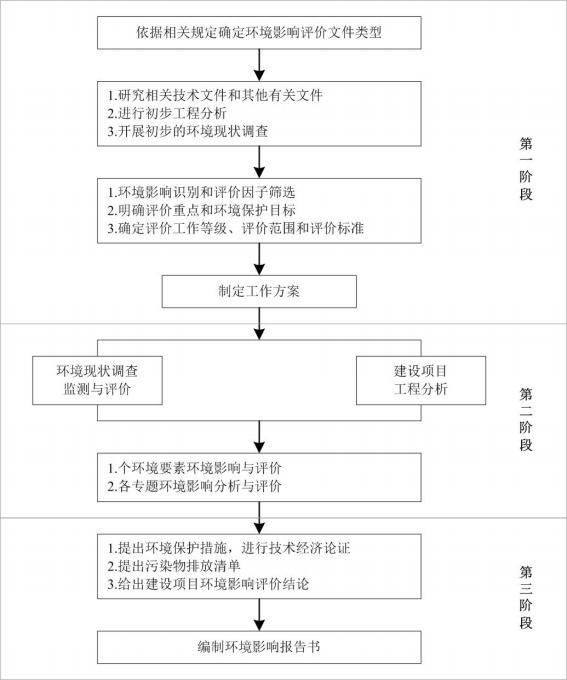 依据相关规定确定环境影响评价文件类型
1.研究相关技术文件和其他有关文件
2.进行初步工程分析
3.开展初步的环境现状调查
1.环境影响识别和评价因子筛选
2.明确评价重点和环境保护目标
3.确定评价工作等级、评价范围和评价标准
制定工作方案
第一阶段
环境现状调查
监测与评价
建设项目
工程分析
1.个环境要素环境影响与评价
2.各专题环境影响分析与评价
第二阶段
1.提出环境保护措施，进行技术经济论证
2.提出污染物排放清单
3.给出建设项目环境影响评价结论
编制环境影响报告书
第三阶段